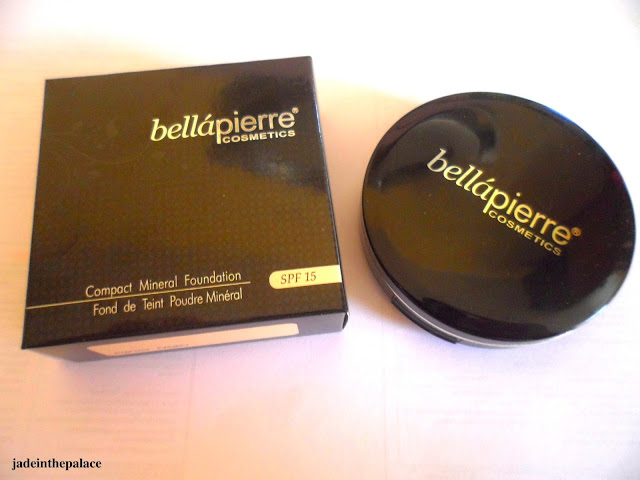 bellápierre®
COSMETICS
Compact Mineral Foundation
Fond de Teint Poudre Minéral
SPF 15
bellápierre®
COSMETICS
jadeinthepalace